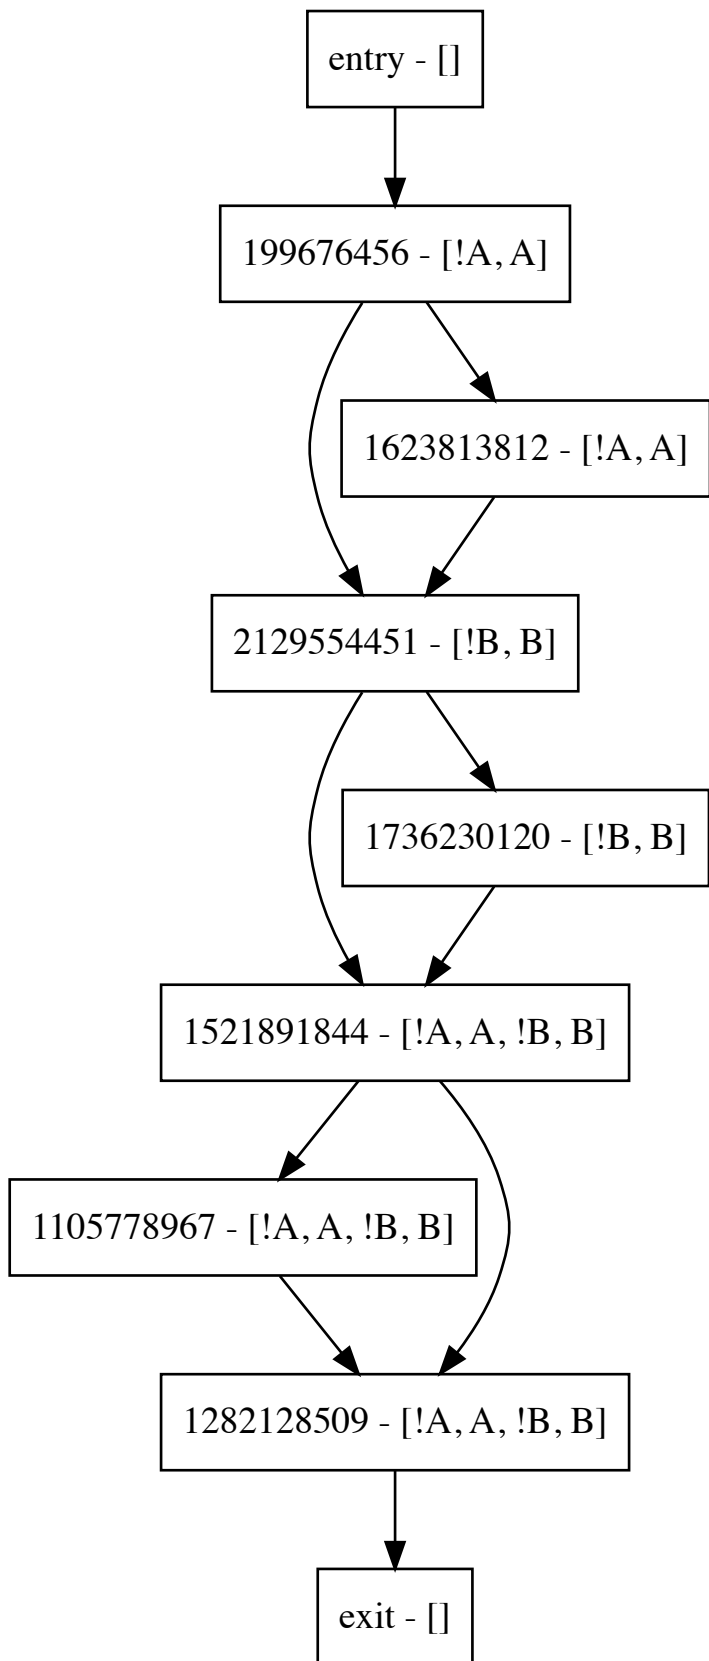 entry - []
199676456 - [!A, A]
1623813812 - [!A, A]
2129554451 - [!B, B]
1736230120 - [!B, B]
1521891844 - [!A, A, !B, B]
1105778967 - [!A, A, !B, B]
1282128509 - [!A, A, !B, B]
exit - []